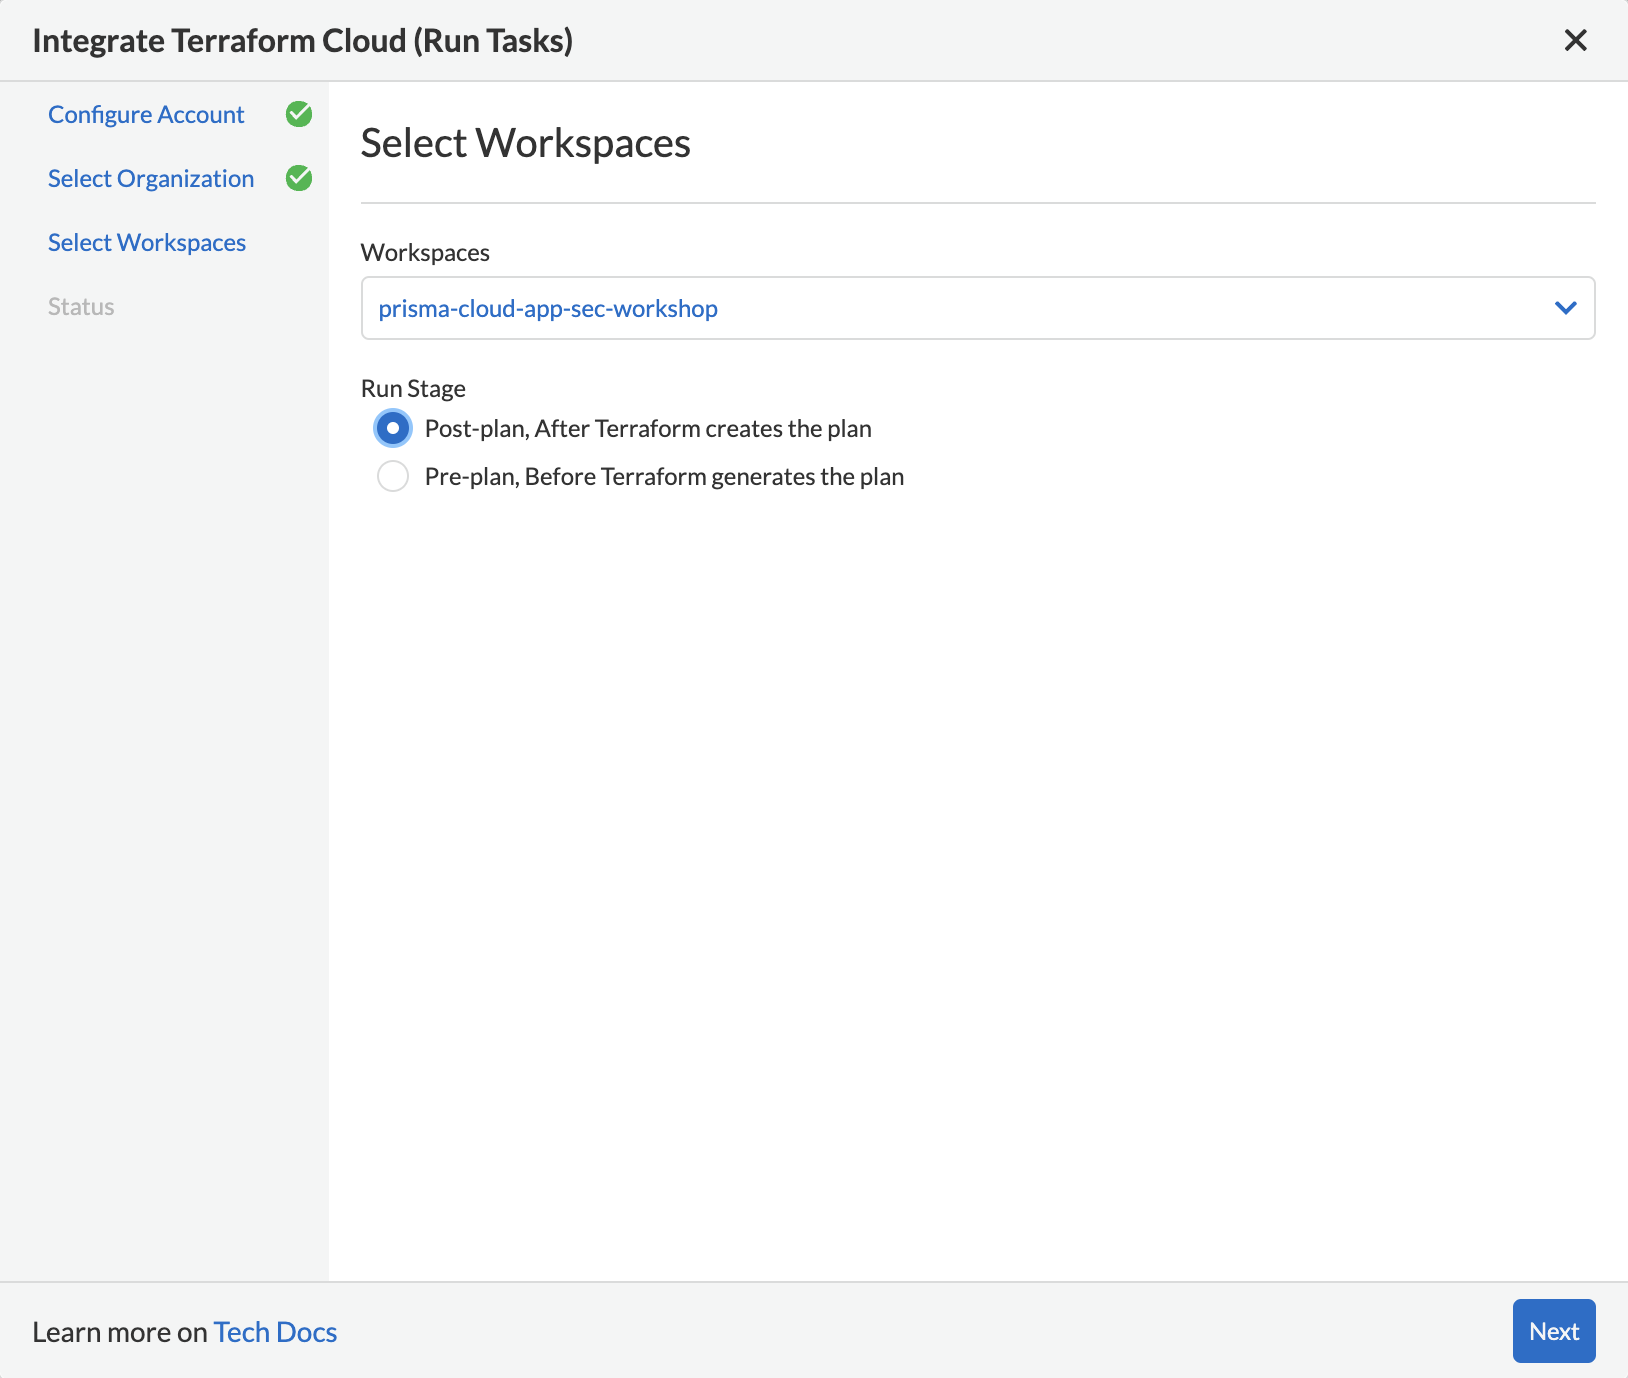 Integrate Terraform Cloud (Run Tasks)
Configure Account
Select Organization
Select Workspaces
Status
Select Workspaces
Workspaces
prisma-cloud-app-sec-workshop
Run Stage
Post-plan, After Terraform creates the plan
Pre-plan, Before Terraform generates the plan
Learn more on Tech Docs
Next